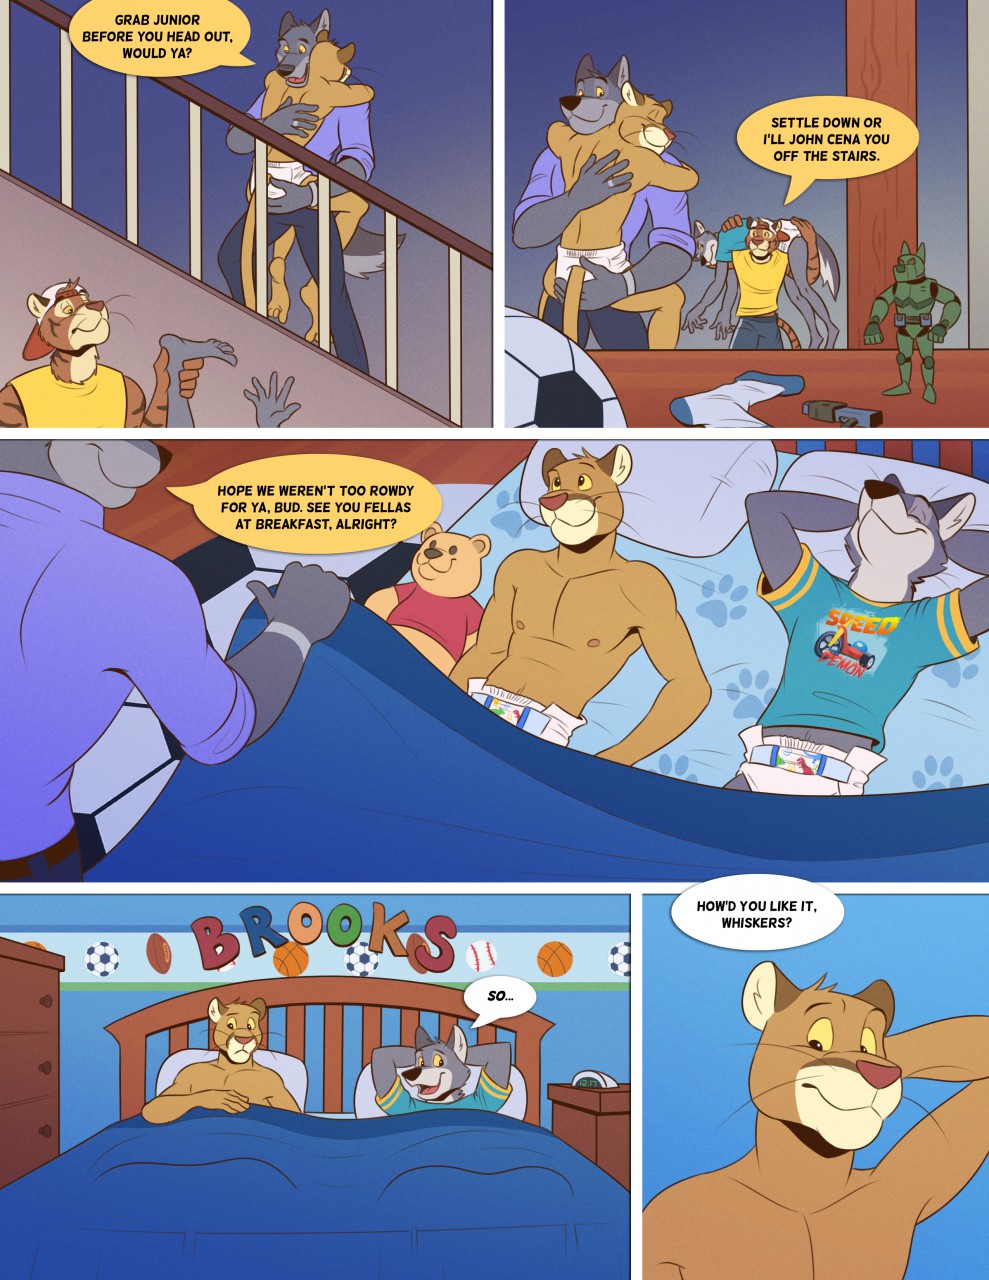 GRAB JUNIOR
BEFORE YOU HEAD OUT,
WOULD YA?
SETTLE DOWN OR
I'LL JOHN CENA YOU
OFF THE STAIRS.
HOPE WE WEREN'T TOO ROWDY
FOR YA, BUD. SEE YOU FELLAS
AT BREAKFAST, ALRIGHT?
SPEED
DEMON
BROOKS
SO...
12:17
HOW'D YOU LIKE IT,
WHISKERS?